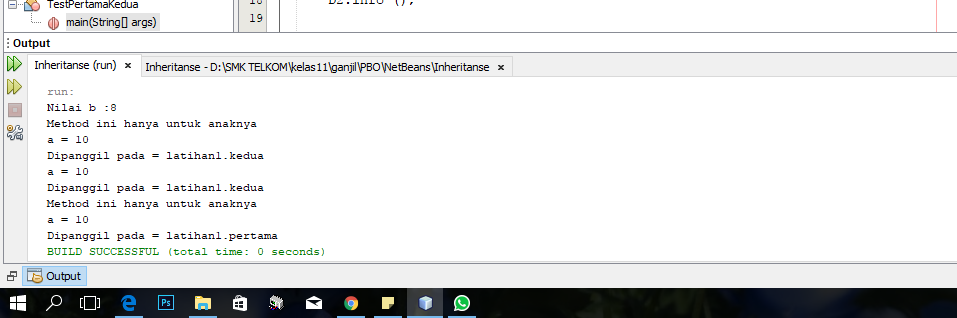 TestPertamaKedua
main(String[] args)
18
19
b2.info ();
Output
Inheritanse (run) ×
Inheritanse - D:\SMK TELKOM\kelas11\ganjil\PBO\NetBeans\Inheritanse ×
run:
Nilai b :8
Method ini hanya untuk anaknya
a = 10
Dipanggil pada = latihan1.kedua
a = 10
Dipanggil pada = latihan1.kedua
Method ini hanya untuk anaknya
a = 10
Dipanggil pada = latihan1.pertama
BUILD SUCCESSFUL (total time: 0 seconds)
Output
Ps